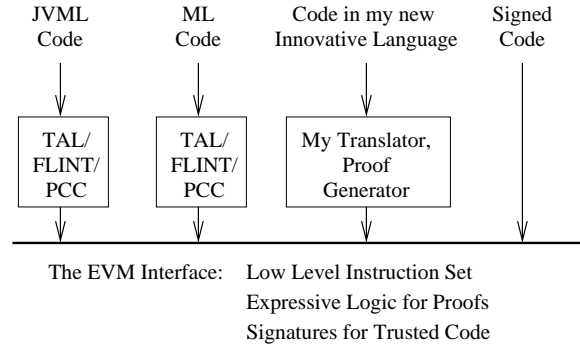 JVML
Code
ML
Code
Code in my new
Innovative Language
Signed
Code
TAL/
FLINT/
PCC
TAL/
FLINT/
PCC
My Translator,
Proof
Generator
The EVM Interface: Low Level Instruction Set
Expressive Logic for Proofs
Signatures for Trusted Code